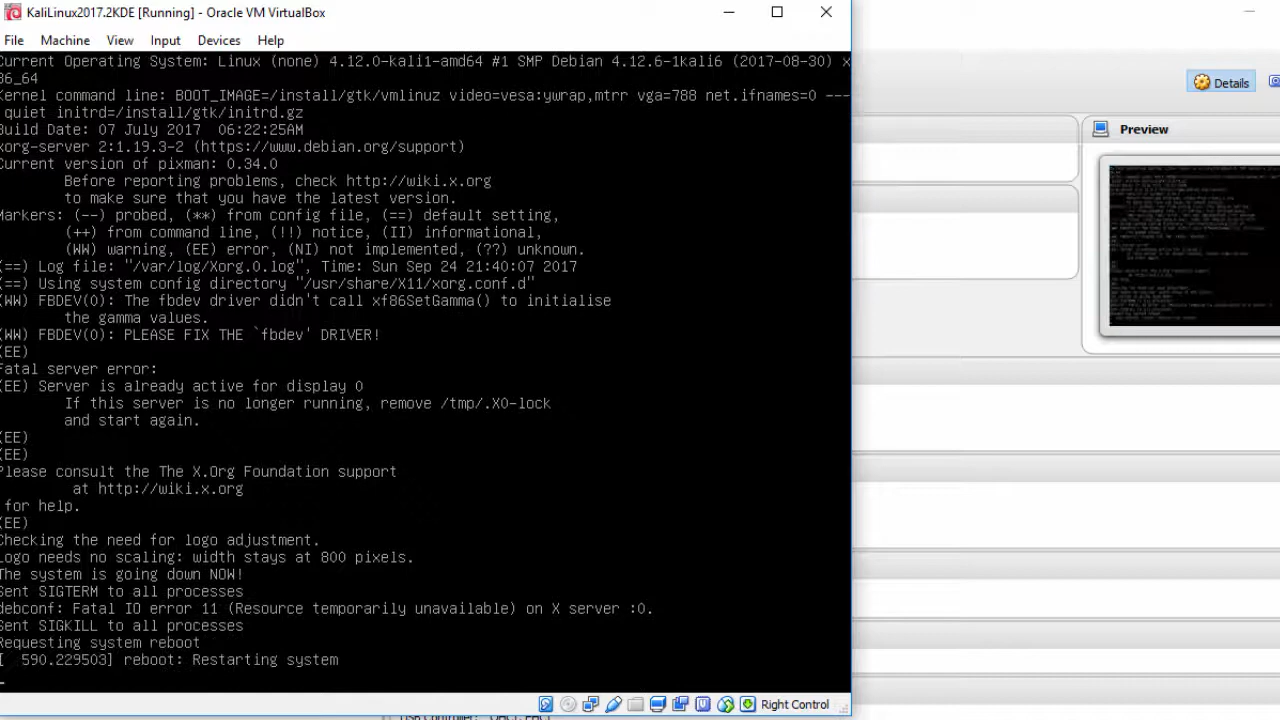 KaliLinux2017.2KDE [Running] - Oracle VM VirtualBox
File Machine View Input Devices Help
Current Operating System: Linux (none) 4.12.0-kali1-amd64 #1 SMP Debian 4.12.6-1kali6 (2017-08-30) x
86_64
Kernel command line: BOOT_IMAGE=/install/gtk/vmlinuz video=vesa:ywrap,mtrr vga=788 net.ifnames=0 ---
quiet initrd=/install/gtk/initrd.gz
Build Date: 07 July 2017 06:22:25AM
xorg-server 2:1.19.3-2 (https://www.debian.org/support)
Current version of pixman: 0.34.0
Before reporting problems, check http://wiki.x.org
to make sure that you have the latest version.
Markers: (--) probed, (**) from config file, (==) default setting,
(++) from command line, (!!) notice, (II) informational,
(WW) warning, (EE) error, (NI) not implemented, (??) unknown.
(==) Log file: "/var/log/Xorg.0.log", Time: Sun Sep 24 21:40:07 2017
(==) Using system config directory "/usr/share/X11/xorg.conf.d"
(WW) FBDEV(0): The fbdev driver didn't call xf86SetGamma() to initialise
the gamma values.
(WW) FBDEV(0): PLEASE FIX THE `fbdev' DRIVER!
(EE)
Fatal server error:
(EE) Server is already active for display 0
If this server is no longer running, remove /tmp/.X0-lock
and start again.
(EE)
(EE)
Please consult the The X.Org Foundation support
at http://wiki.x.org
for help.
(EE)
Checking the need for logo adjustment.
Logo needs no scaling: width stays at 800 pixels.
The system is going down NOW!
Sent SIGTERM to all processes
debconf: Fatal IO error 11 (Resource temporarily unavailable) on X server :0.
Sent SIGKILL to all processes
Requesting system reboot
[ 590.229503] reboot: Restarting system
Right Control
Details
Preview